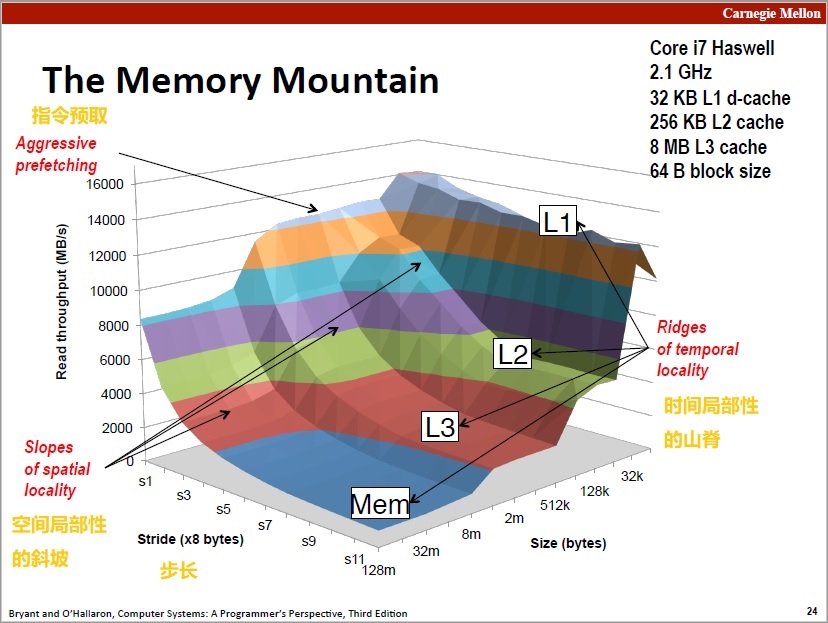 Carnegie Mellon
The Memory Mountain
Core i7 Haswell
2.1 GHz
32 KB L1 d-cache
256 KB L2 cache
8 MB L3 cache
64 B block size
指令预取
Aggressive
prefetching
16000
14000
12000
10000
8000
6000
4000
2000
0
Read throughput (MB/s)
L1
L2
L3
Mem
Ridges
of temporal
locality
时间局部性
的山脊
Slopes
of spatial
locality
空间局部性
的斜坡
s1
s3
s5
s7
s9
s11
Stride (x8 bytes)
步长
128m
32m
8m
2m
512k
128k
32k
Size (bytes)
Bryant and O'Hallaron, Computer Systems: A Programmer's Perspective, Third Edition
24